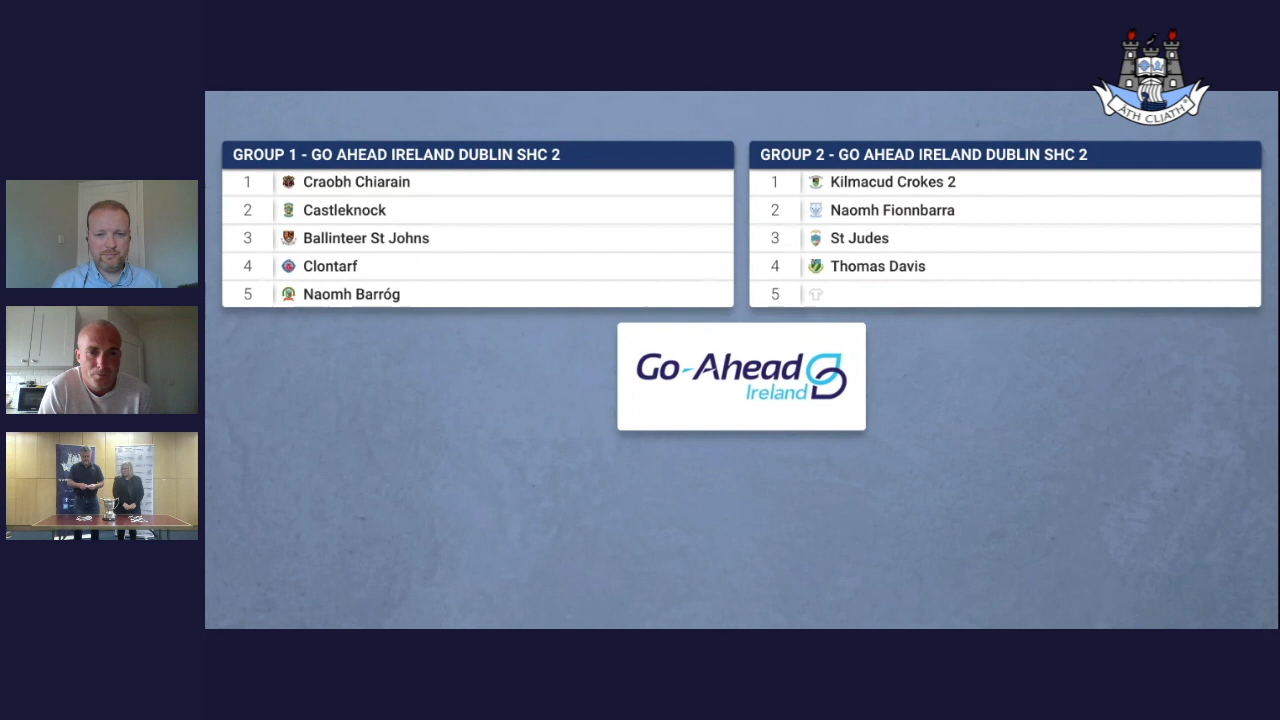 ÁTH CLIATH
GROUP 1 - GO AHEAD IRELAND DUBLIN SHC 2
1 Craobh Chiarain
2 Castleknock
3 Ballinteer St Johns
4 Clontarf
5 Naomh Barróg
GROUP 2 - GO AHEAD IRELAND DUBLIN SHC 2
1 Kilmacud Crokes 2
2 Naomh Fionnbarra
3 St Judes
4 Thomas Davis
5
Go-Ahead
Ireland